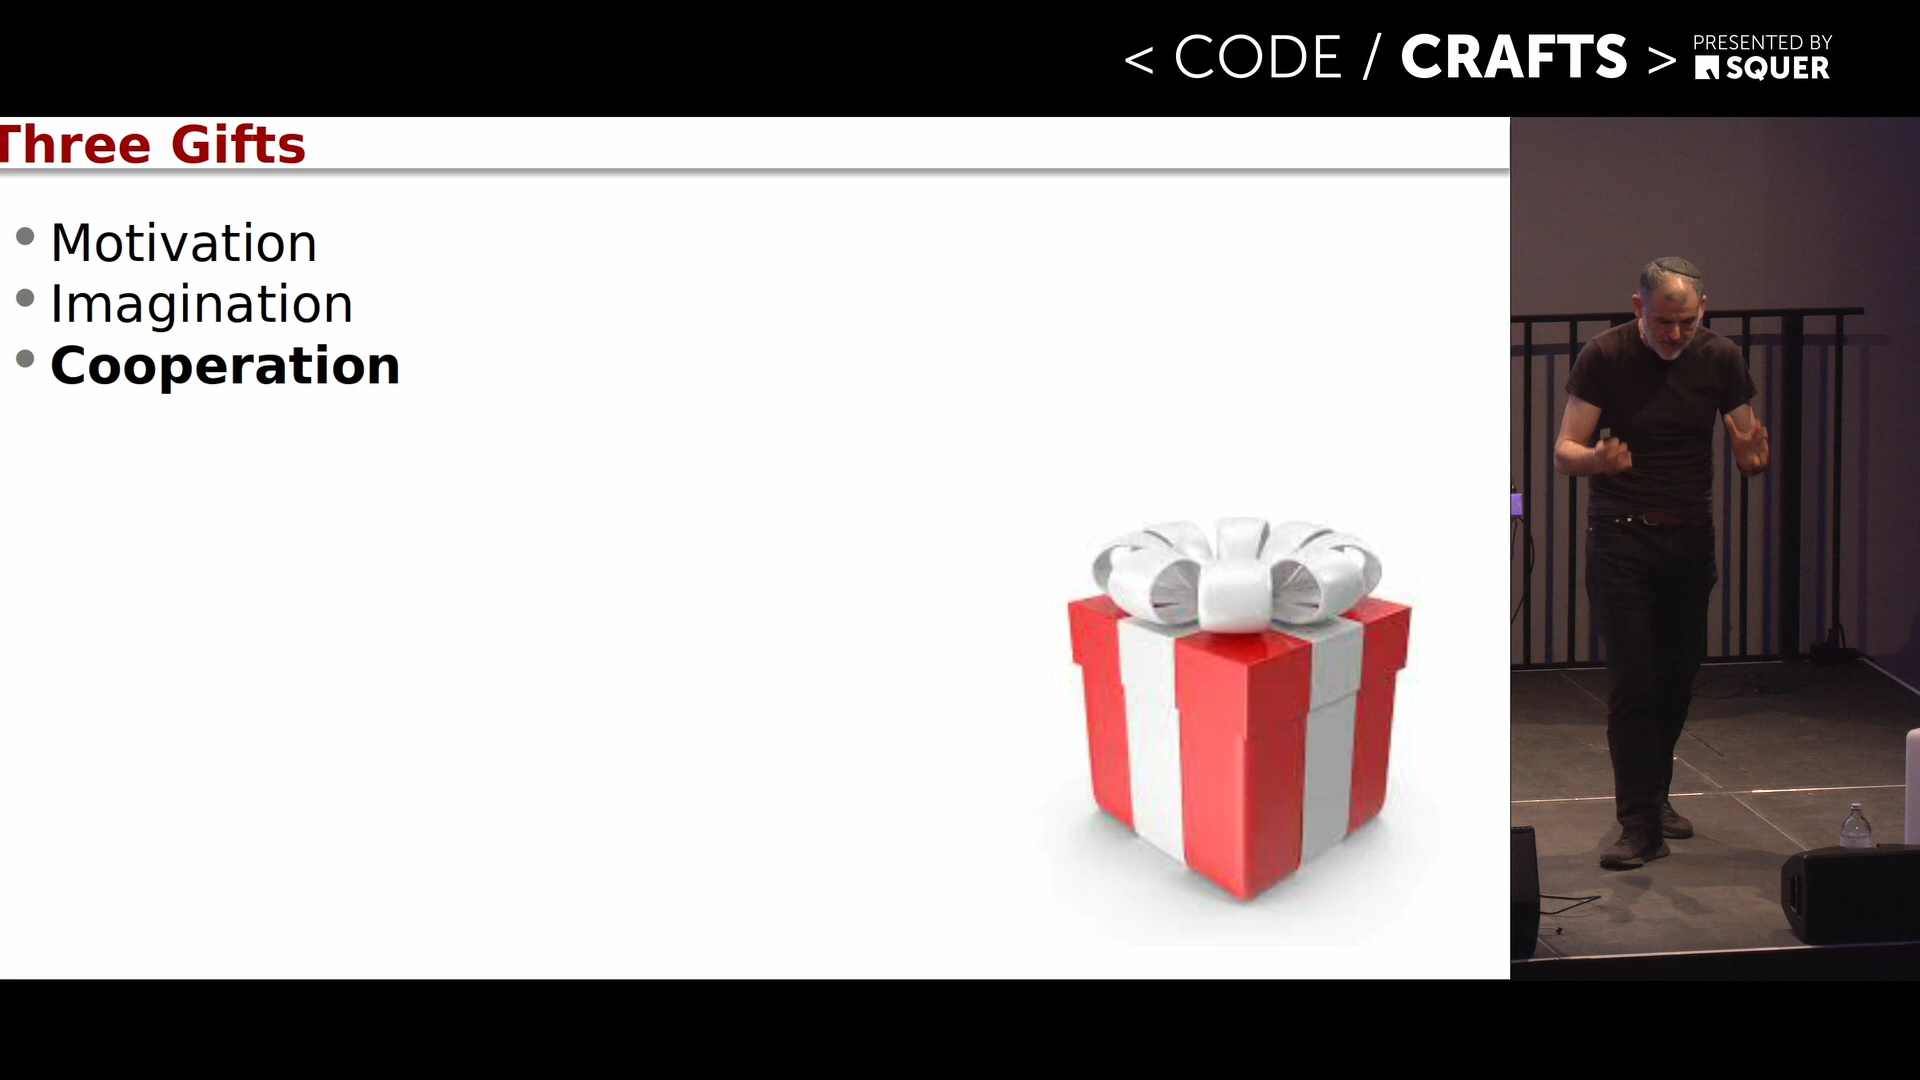 < CODE / CRAFTS >
PRESENTED BY
SQUER
Three Gifts
Motivation
Imagination
Cooperation